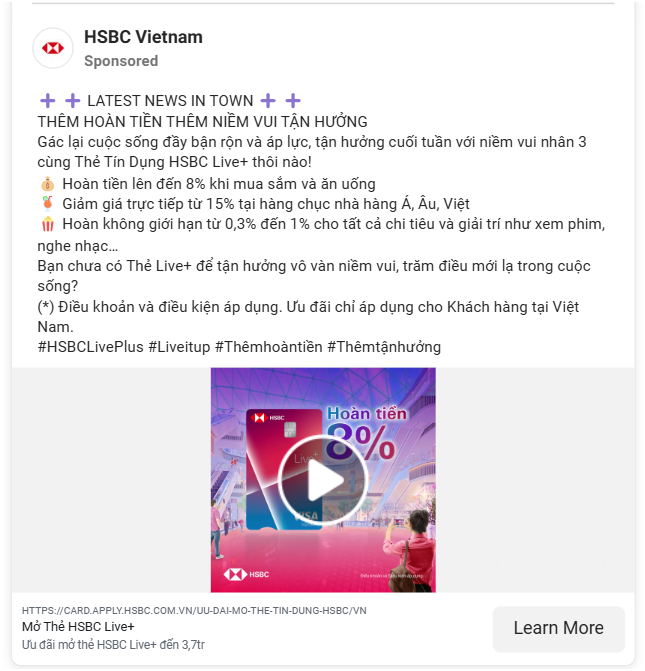 HSBC Vietnam
Sponsored
LATEST NEWS IN TOWN
THÊM HOÀN TIỀN THÊM NIỀM VUI TẬN HƯỞNG
Gác lại cuộc sống đầy bận rộn và áp lực, tận hưởng cuối tuần với niềm vui nhân 3
cùng Thẻ Tín Dụng HSBC Live+ thôi nào!
Hoàn tiền lên đến 8% khi mua sắm và ăn uống
Giảm giá trực tiếp từ 15% tại hàng chục nhà hàng Á, Âu, Việt
Hoàn không giới hạn từ 0,3% đến 1% cho tất cả chi tiêu và giải trí như xem phim,
nghe nhạc…
Bạn chưa có Thẻ Live+ để tận hưởng vô vàn niềm vui, trăm điều mới lạ trong cuộc
sống?
(*) Điều khoản và điều kiện áp dụng. Ưu đãi chỉ áp dụng cho Khách hàng tại Việt
Nam.
#HSBCLivePlus #Liveitup #Thêmhoàntiền #Thêmtậnhưởng
HSBC
Hoàn tiền
8%
Live+
VISA
HSBC
Điều khoản và điều kiện áp dụng
HTTPS://CARD.APPLY.HSBC.COM.VN/UU-DAI-MO-THE-TIN-DUNG-HSBC/VN
Mở Thẻ HSBC Live+
Ưu đãi mở thẻ HSBC Live+ đến 3,7tr
Learn More